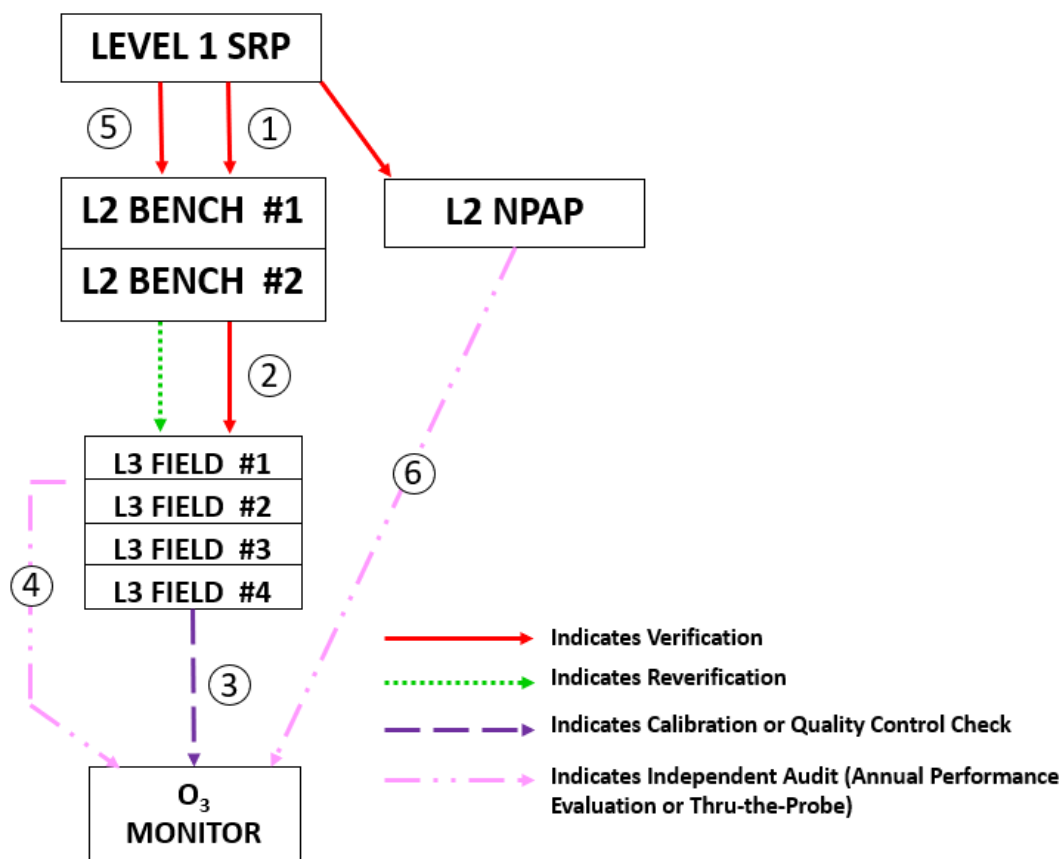 LEVEL 1 SRP
⑤
①
L2 BENCH #1
L2 NPAP
L2 BENCH #2
②
L3 FIELD #1
⑥
L3 FIELD #2
L3 FIELD #3
④
L3 FIELD #4
Indicates Verification
Indicates Reverification
③
Indicates Calibration or Quality Control Check
Indicates Independent Audit (Annual Performance
Evaluation or Thru-the-Probe)
O₃
MONITOR